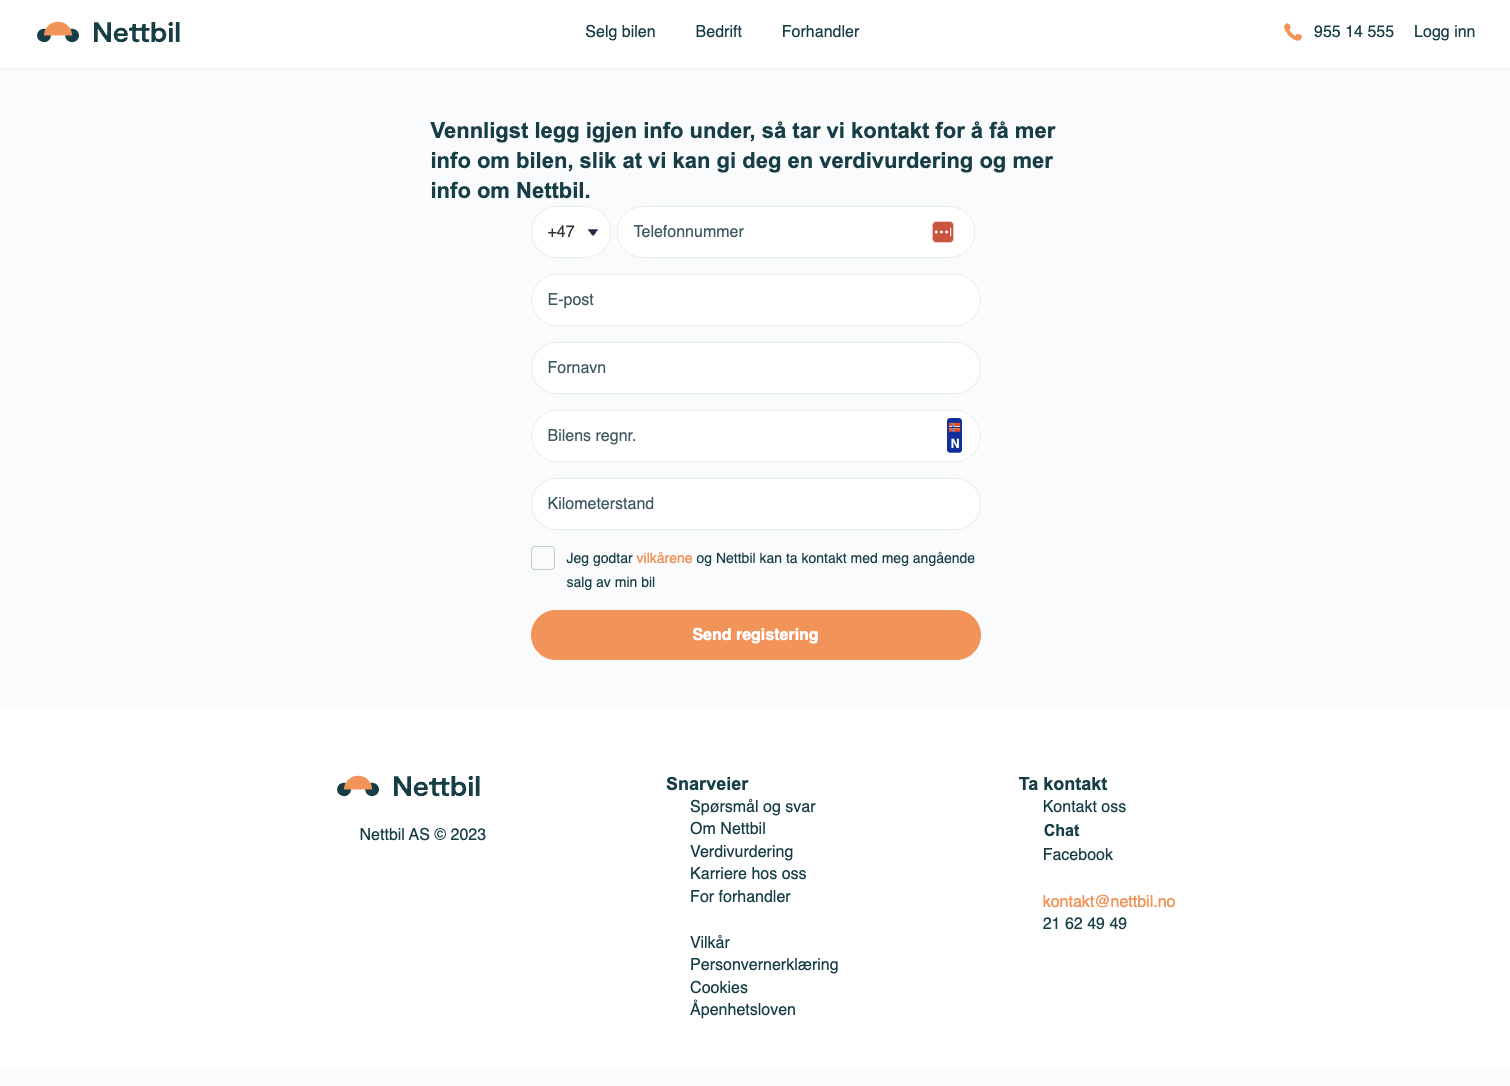 Nettbil
Selg bilen
Bedrift
Forhandler
955 14 555
Logg inn
Vennligst legg igjen info under, så tar vi kontakt for å få mer
info om bilen, slik at vi kan gi deg en verdivurdering og mer
info om Nettbil.
+47
Telefonnummer
E-post
Fornavn
Bilens regnr.
N
Kilometerstand
Jeg godtar vilkårene og Nettbil kan ta kontakt med meg angående
salg av min bil
Send registering
Nettbil
Nettbil AS © 2023
Snarveier
Spørsmål og svar
Om Nettbil
Verdivurdering
Karriere hos oss
For forhandler
Vilkår
Personvernerklæring
Cookies
Åpenhetsloven
Ta kontakt
Kontakt oss
Chat
Facebook
kontakt@nettbil.no
21 62 49 49